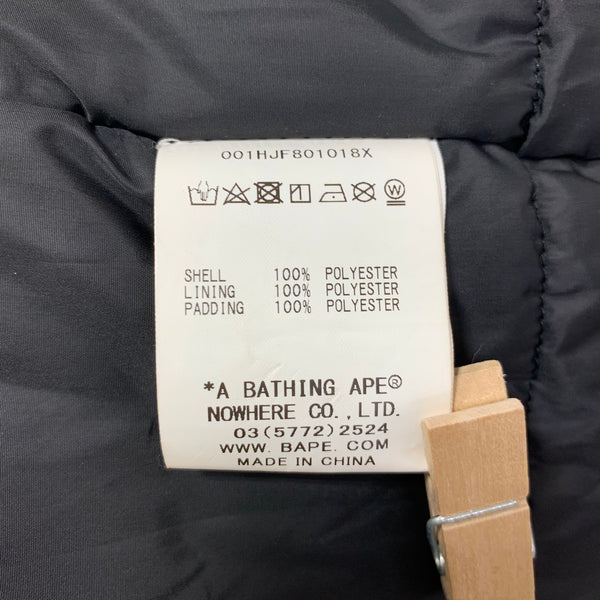 001HJF801018X
W
SHELL 100% POLYESTER
LINING 100% POLYESTER
PADDING 100% POLYESTER
*A BATHING APE®
NOWHERE CO.,LTD.
03(5772)2524
WWW. BAPE. COM
MADE IN CHINA